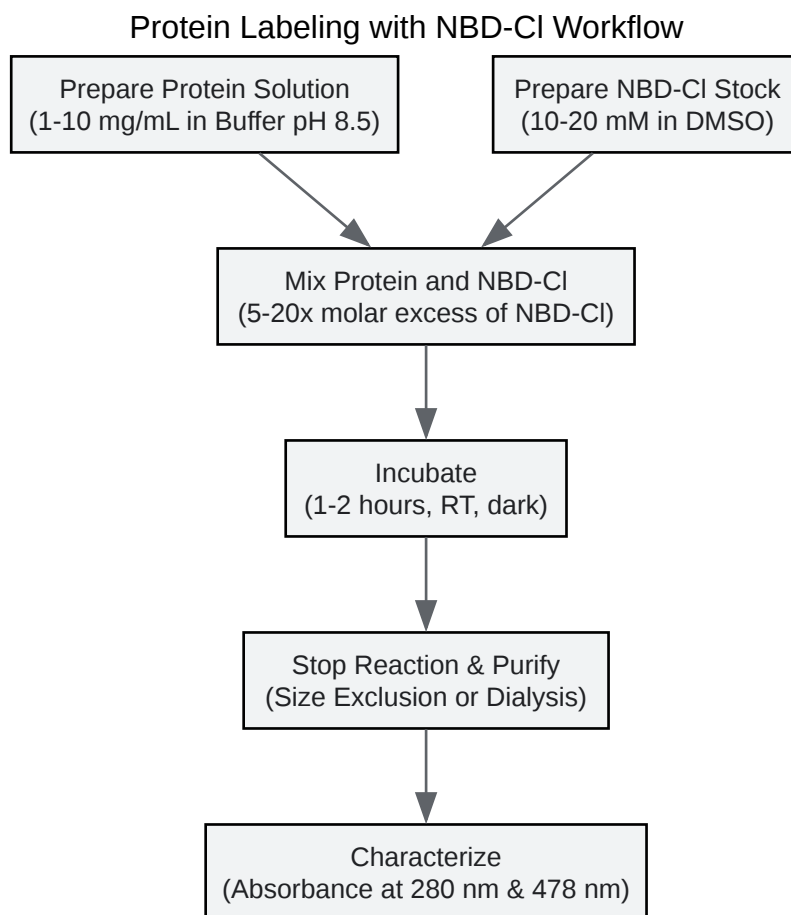 Protein Labeling with NBD-Cl Workflow
Prepare Protein Solution
(1-10 mg/mL in Buffer pH 8.5)
Prepare NBD-Cl Stock
(10-20 mM in DMSO)
Mix Protein and NBD-Cl
(5-20x molar excess of NBD-Cl)
Incubate
(1-2 hours, RT, dark)
Stop Reaction & Purify
(Size Exclusion or Dialysis)
Characterize
(Absorbance at 280 nm & 478 nm)